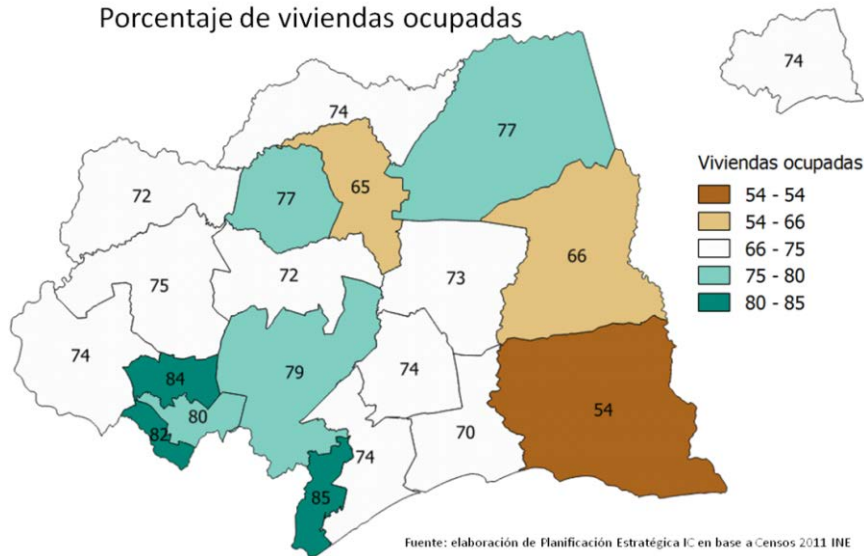 Porcentaje de viviendas ocupadas
74
74
77
72
77
65
Viviendas ocupadas
54 - 54
54 - 66
66 - 75
75 - 80
80 - 85
75
72
73
66
74
84
79
74
80
82
70
54
74
85
Fuente: elaboración de Planificación Estratégica IC en base a Censos 2011 INE